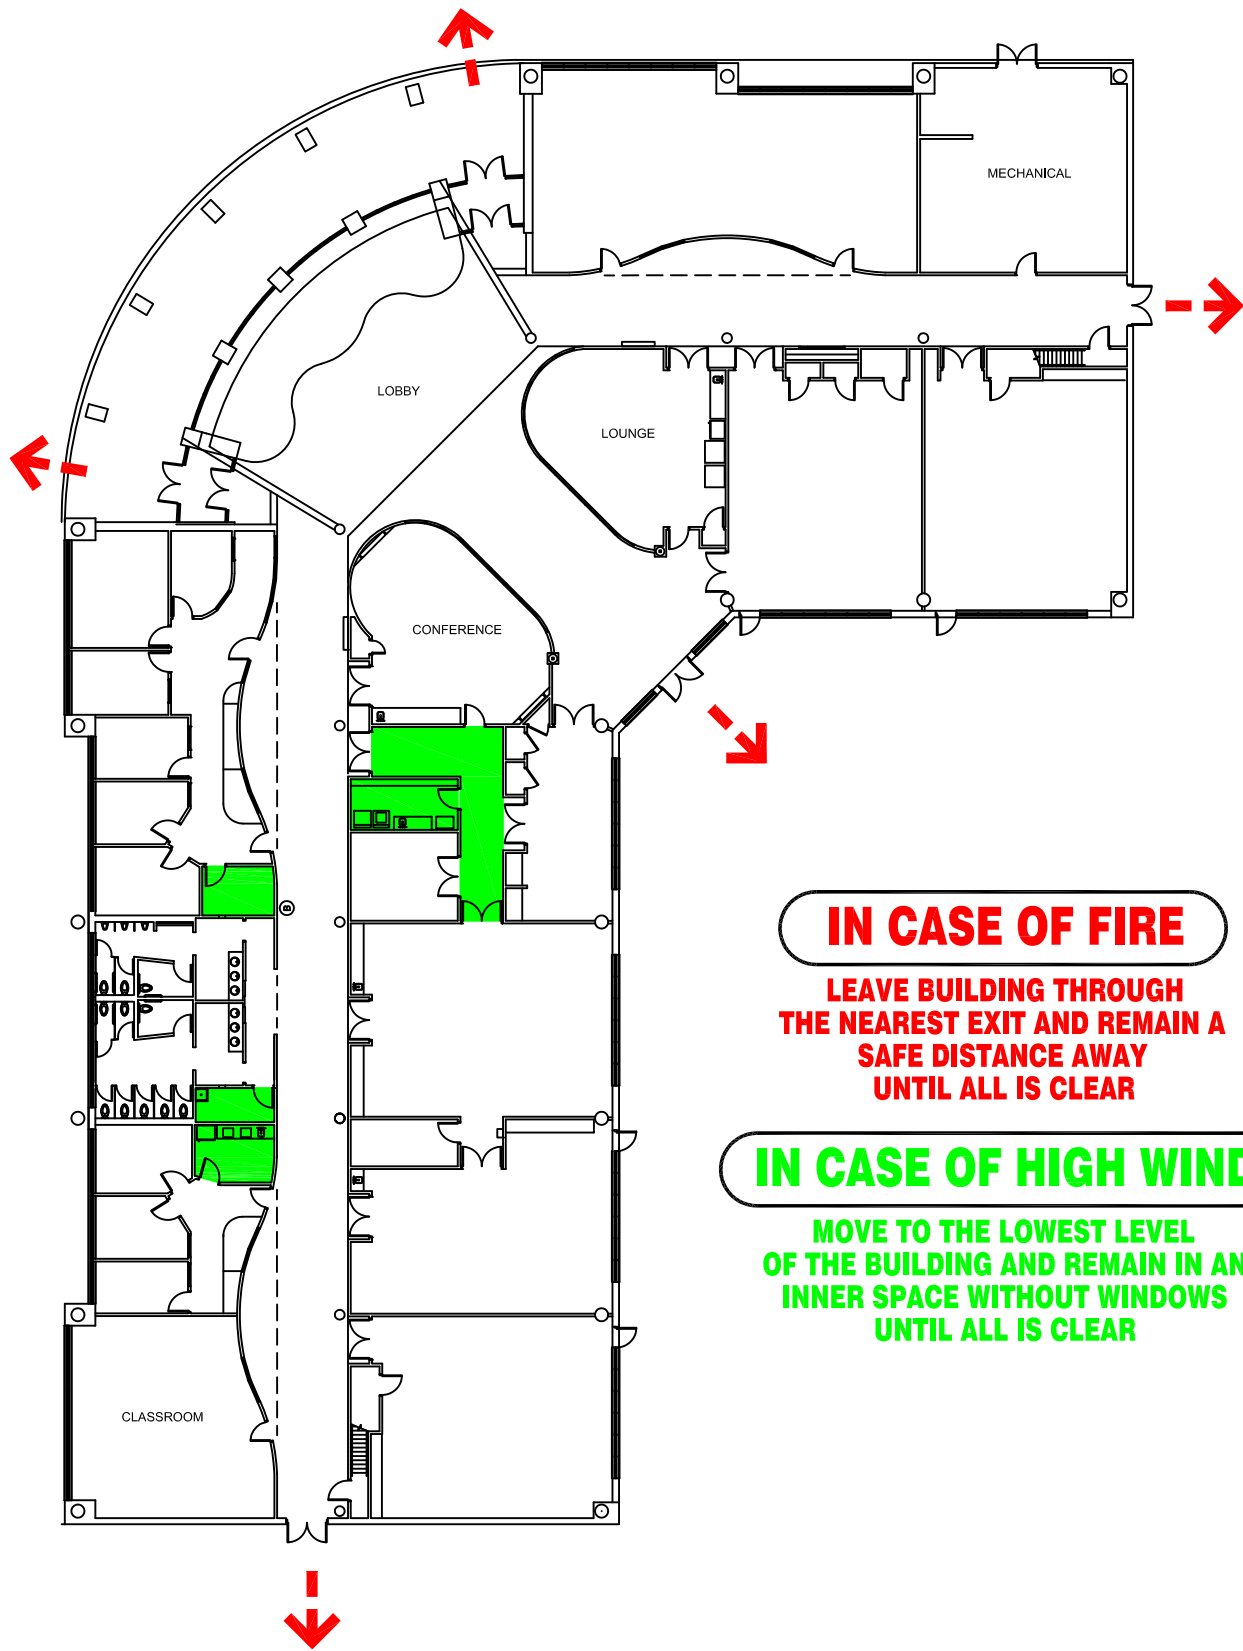 MECHANICAL
LOBBY
LOUNGE
CONFERENCE
B
IN CASE OF FIRE
LEAVE BUILDING THROUGH
THE NEAREST EXIT AND REMAIN A
SAFE DISTANCE AWAY
UNTIL ALL IS CLEAR
IN CASE OF HIGH WIND
MOVE TO THE LOWEST LEVEL
OF THE BUILDING AND REMAIN IN AN
INNER SPACE WITHOUT WINDOWS
UNTIL ALL IS CLEAR
CLASSROOM